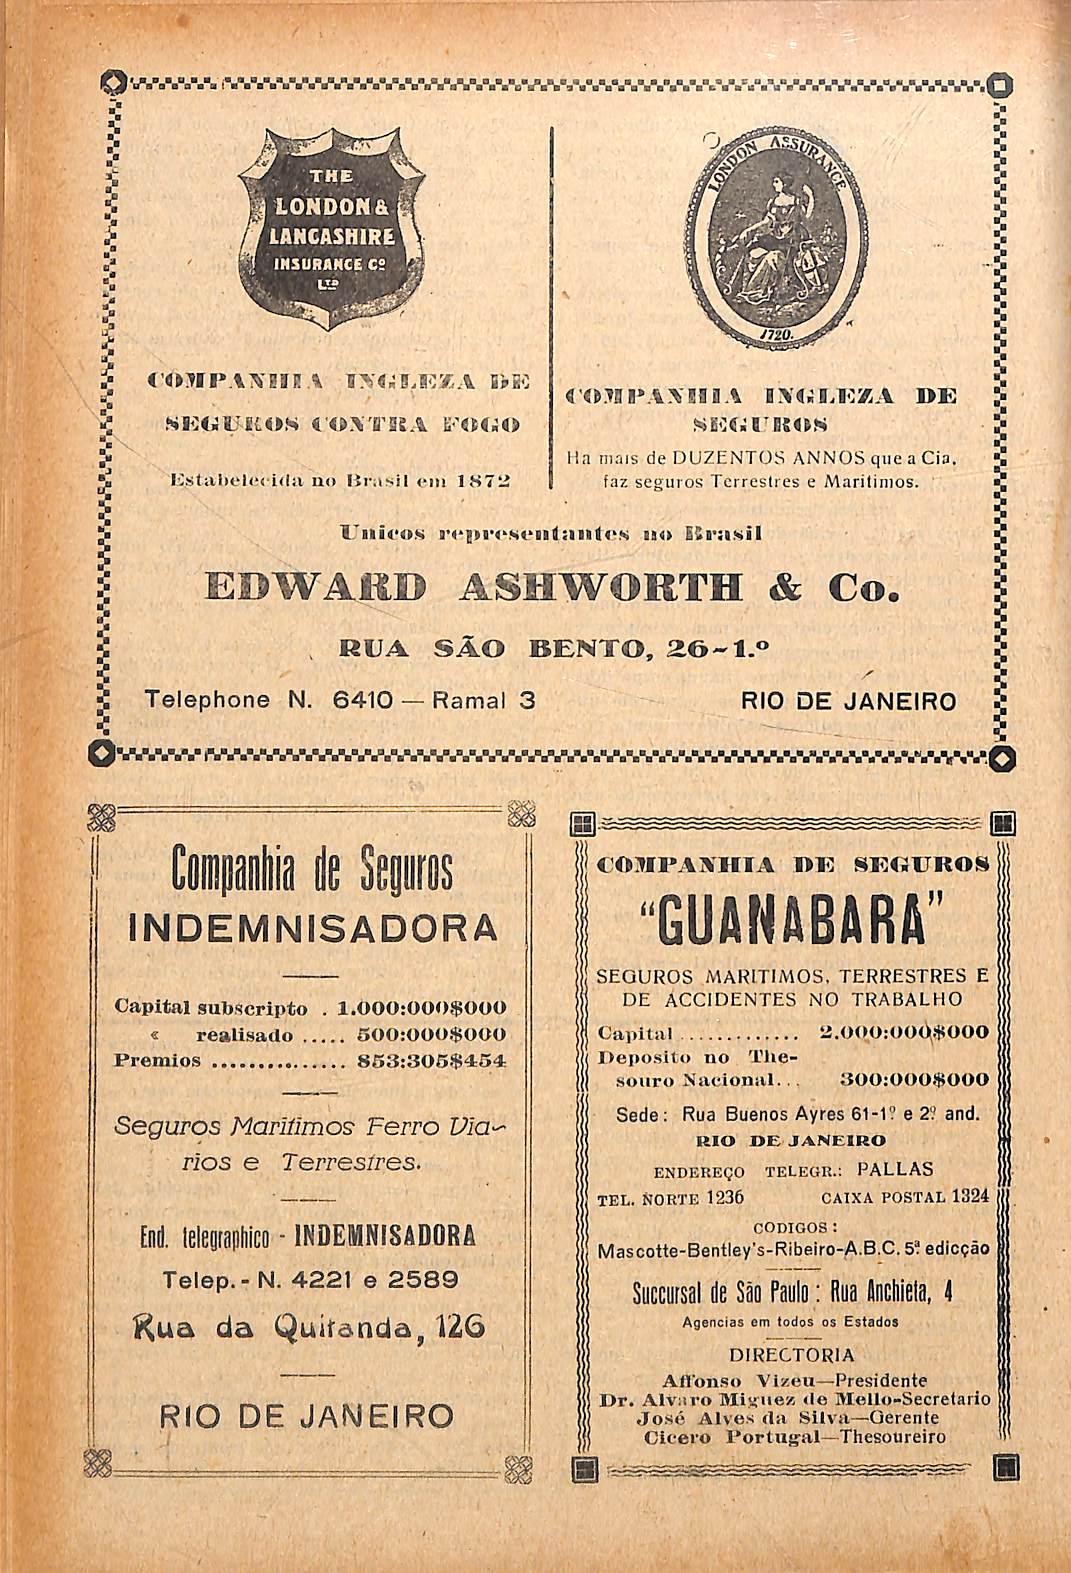 THE
LONDON &
LANCASHIRE
INSURANCE Cº
LTD
COMPANHIA INGLEZA DE
SEGUROS CONTRA FOGO
Estabelecida no Brasil em 1872
LONDON ASSURANCE
1720.
COMPANHIA INGLEZA DE
SEGUROS
Ha mais de DUZENTOS ANNOS que a Cia.
faz seguros Terrestres e Maritimos.
Unicos representantes no Brasil
EDWARD ASHWORTH & Co.
RUA SÃO BENTO, 26-1.º
Telephone N. 6410 — Ramal 3 RIO DE JANEIRO
Companhia de Seguros
INDEMNISADORA
Capital subscripto . 1.000:000$000
« realisado ..... 500:000$000
Premios ............... 853:305$454
Seguros Maritimos Ferro Via-
rios e Terrestres.
End. telegraphico - INDEMNISADORA
Telep. - N. 4221 e 2589
Rua da Quitanda, 126
RIO DE JANEIRO
COMPANHIA DE SEGUROS
“GUANABARA”
SEGUROS MARITIMOS, TERRESTRES E
DE ACCIDENTES NO TRABALHO
Capital ............. 2.000:000$000
Deposito no The-
souro Nacional... 300:000$000
Sede: Rua Buenos Ayres 61-1º e 2º and.
RIO DE JANEIRO
ENDEREÇO TELEGR.: PALLAS
TEL. NORTE 1236 CAIXA POSTAL 1324
CODIGOS:
Mascotte-Bentley's-Ribeiro-A.B.C. 5ª edicção
Succursal de São Paulo : Rua Anchieta, 4
Agencias em todos os Estados
DIRECTORIA
Affonso Vizeu—Presidente
Dr. Alvaro Miguez de Mello-Secretario
José Alves da Silva—Gerente
Cicero Portugal—Thesoureiro